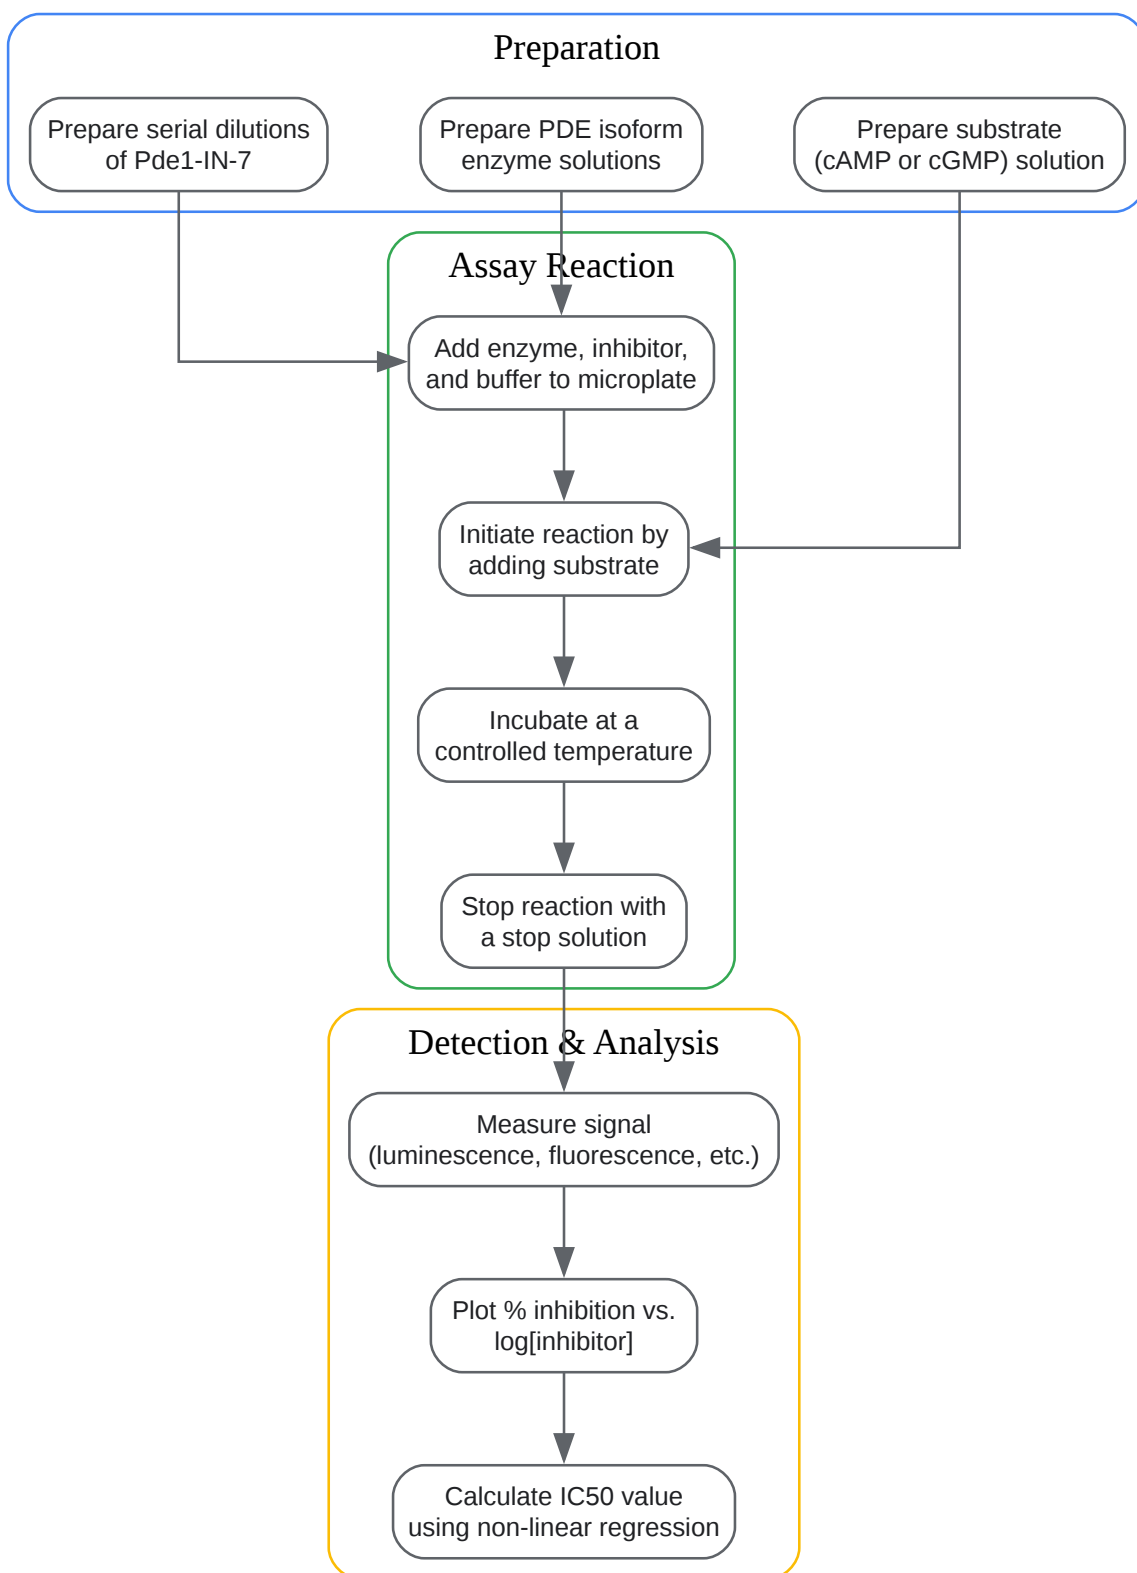 Preparation
Prepare serial dilutions
of Pde1-IN-7
Prepare PDE isoform
enzyme solutions
Prepare substrate
(cAMP or cGMP) solution
Assay Reaction
Add enzyme, inhibitor,
and buffer to microplate
Initiate reaction by
adding substrate
Incubate at a
controlled temperature
Stop reaction with
a stop solution
Detection & Analysis
Measure signal
(luminescence, fluorescence, etc.)
Plot % inhibition vs.
log[inhibitor]
Calculate IC50 value
using non-linear regression